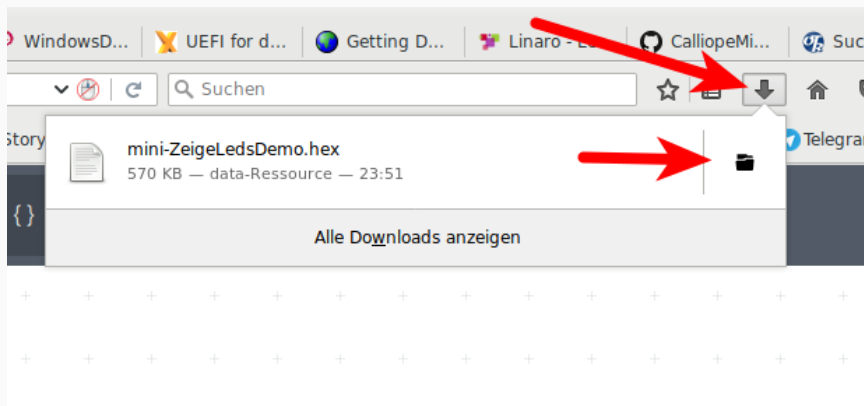 WindowsD... UEFI for d... Getting D... Linaro - CalliopeMi... Suc
Suchen
Story
Telegra
mini-ZeigeLedsDemo.hex
570 KB — data-Ressource — 23:51
{}
Alle Downloads anzeigen